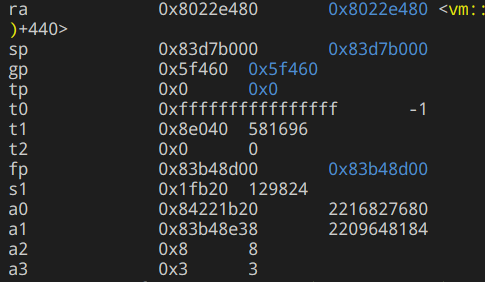 ra 0x8022e480 0x8022e480 <vm::
)+440>
sp 0x83d7b000 0x83d7b000
gp 0x5f460 0x5f460
tp 0x0 0x0
t0 0xffffffffffffffff -1
t1 0x8e040 581696
t2 0x0 0
fp 0x83b48d00 0x83b48d00
s1 0x1fb20 129824
a0 0x84221b20 2216827680
a1 0x83b48e38 2209648184
a2 0x8 8
a3 0x3 3